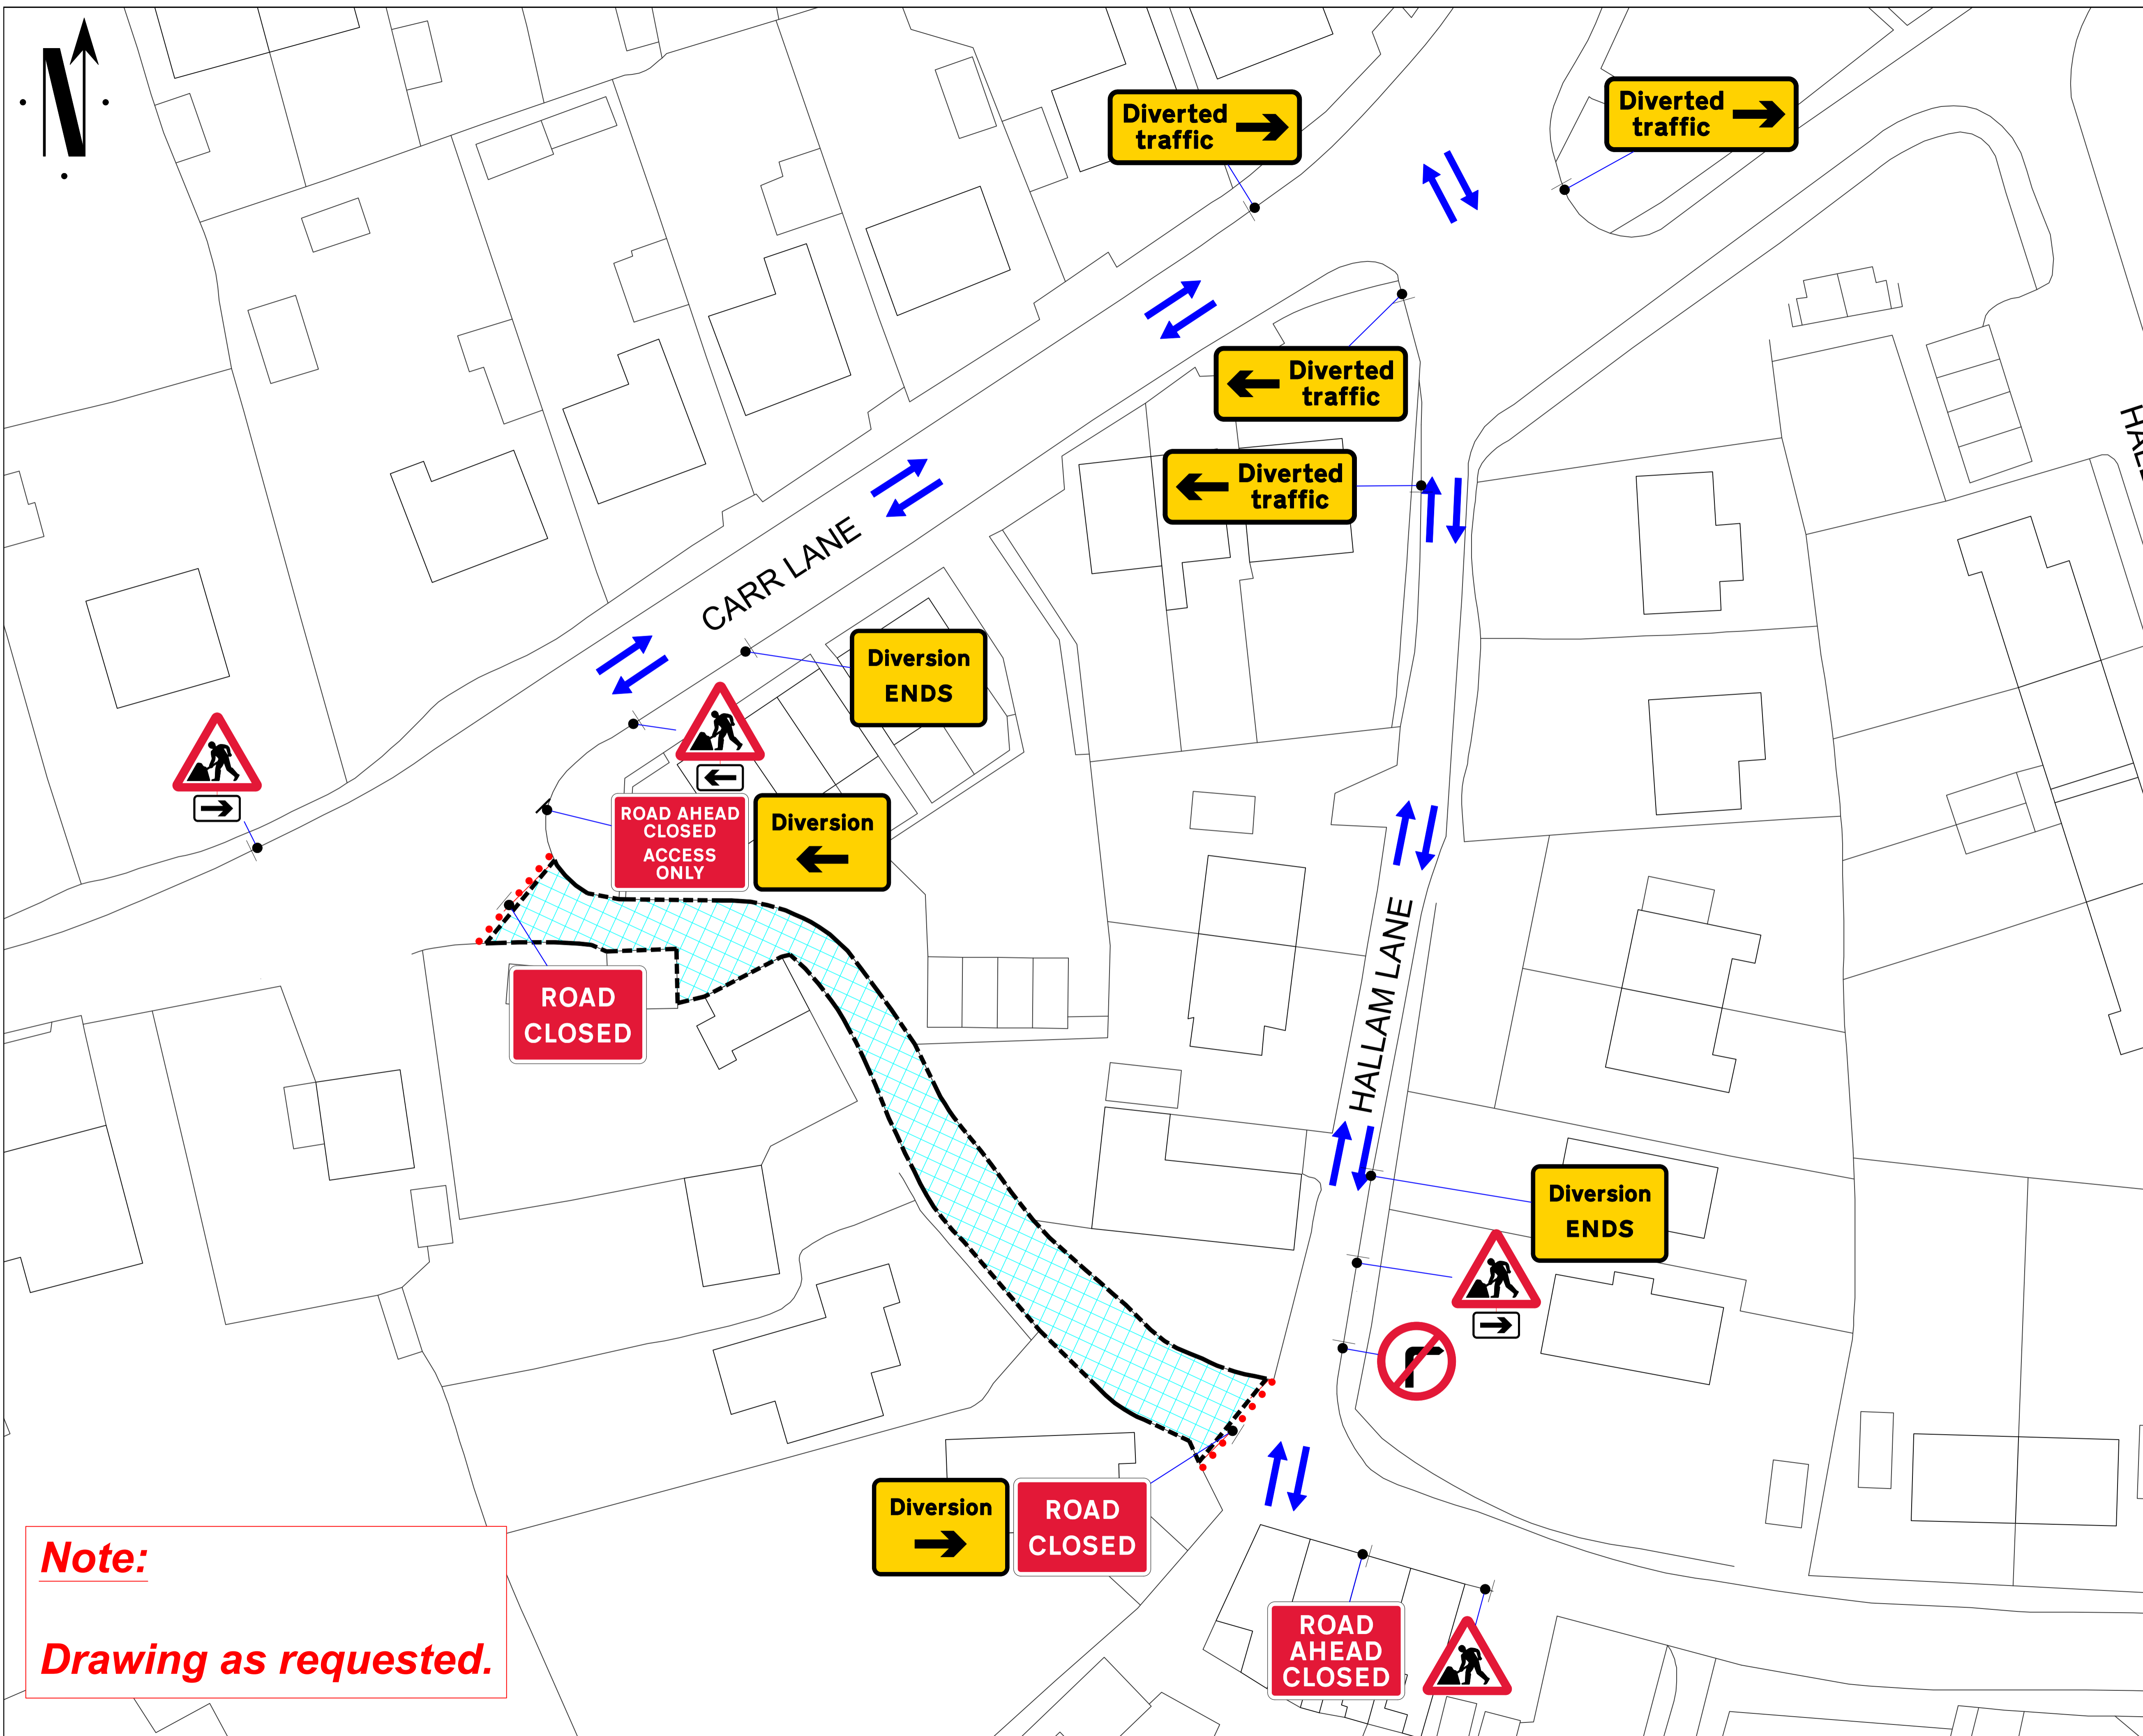 N
Diverted
traffic
Diverted
traffic
Diverted
traffic
Diverted
traffic
CARR LANE
Diversion
ENDS
ROAD AHEAD
CLOSED
ACCESS
ONLY
Diversion
ROAD
CLOSED
HALLAM LANE
Diversion
ENDS
Diversion
ROAD
CLOSED
ROAD
AHEAD
CLOSED
Note:
Drawing as requested.